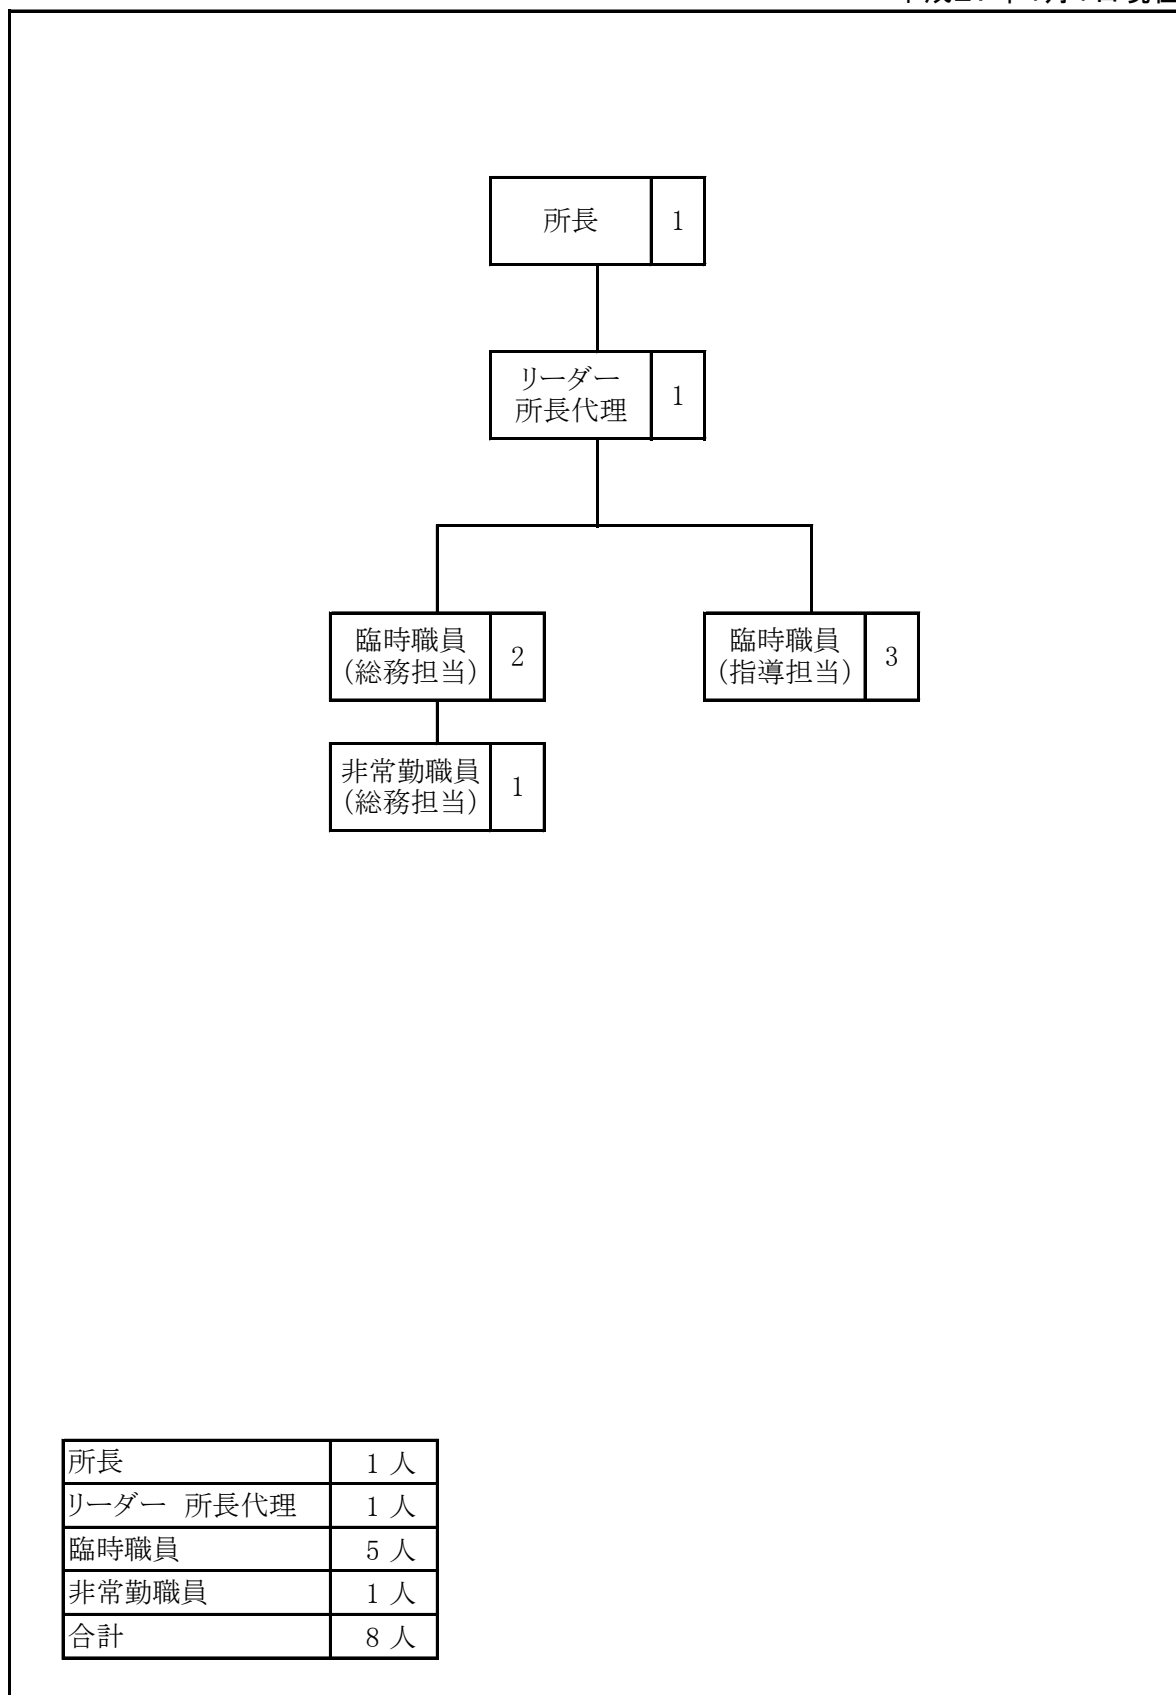 所長 1
リーダー
所長代理 1
臨時職員
(総務担当) 2
臨時職員
(指導担当) 3
非常勤職員
(総務担当) 1
所長 1 人
リーダー 所長代理 1 人
臨時職員 5 人
非常勤職員 1 人
合計 8 人